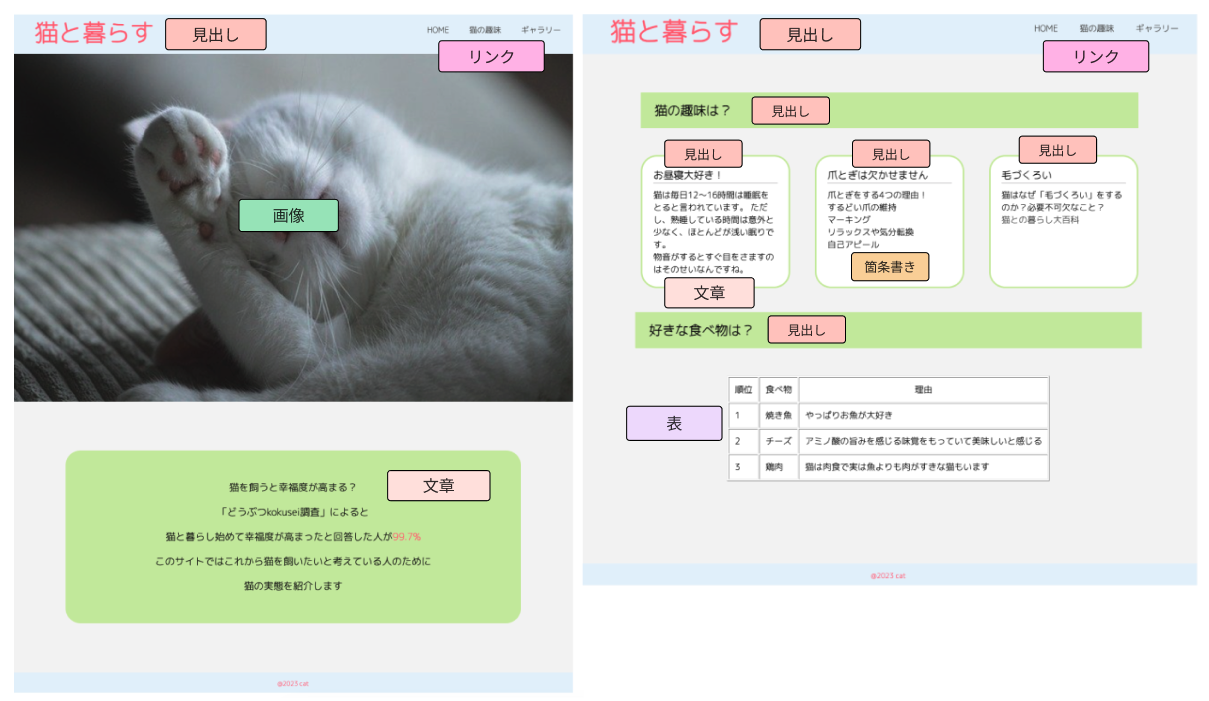 猫と暮らす
見出し
HOME 猫の趣味 ギャラリー
リンク
画像
猫を飼うと幸福度が高まる？
文章
「どうぶつkokusei調査」によると
猫と暮らし始めて幸福度が高まったと回答した人が99.7%
このサイトではこれから猫を飼いたいと考えている人のために
猫の実態を紹介します
@2023 cat
猫と暮らす
見出し
HOME 猫の趣味 ギャラリー
リンク
猫の趣味は？
見出し
見出し
お昼寝大好き！
猫は毎日12〜16時間は睡眠を
とると言われています。 ただ
し、熟睡している時間は意外と
少なく、ほとんどが浅い眠りで
す。
物音がするとすぐ目をさますの
はそのせいなんですね。
文章
見出し
爪とぎは欠かせません
爪とぎをする4つの理由！
するどい爪の維持
マーキング
リラックスや気分転換
自己アピール
箇条書き
見出し
毛づくろい
猫はなぜ「毛づくろい」をする
のか？必要不可欠なこと？
猫との暮らし大百科
好きな食べ物は？
見出し
表
順位 食べ物 理由
1 焼き魚 やっぱりお魚が大好き
2 チーズ アミノ酸の旨みを感じる味覚をもっていて美味しいと感じる
3 鶏肉 猫は肉食で実は魚よりも肉がすきな猫もいます
@2023 cat